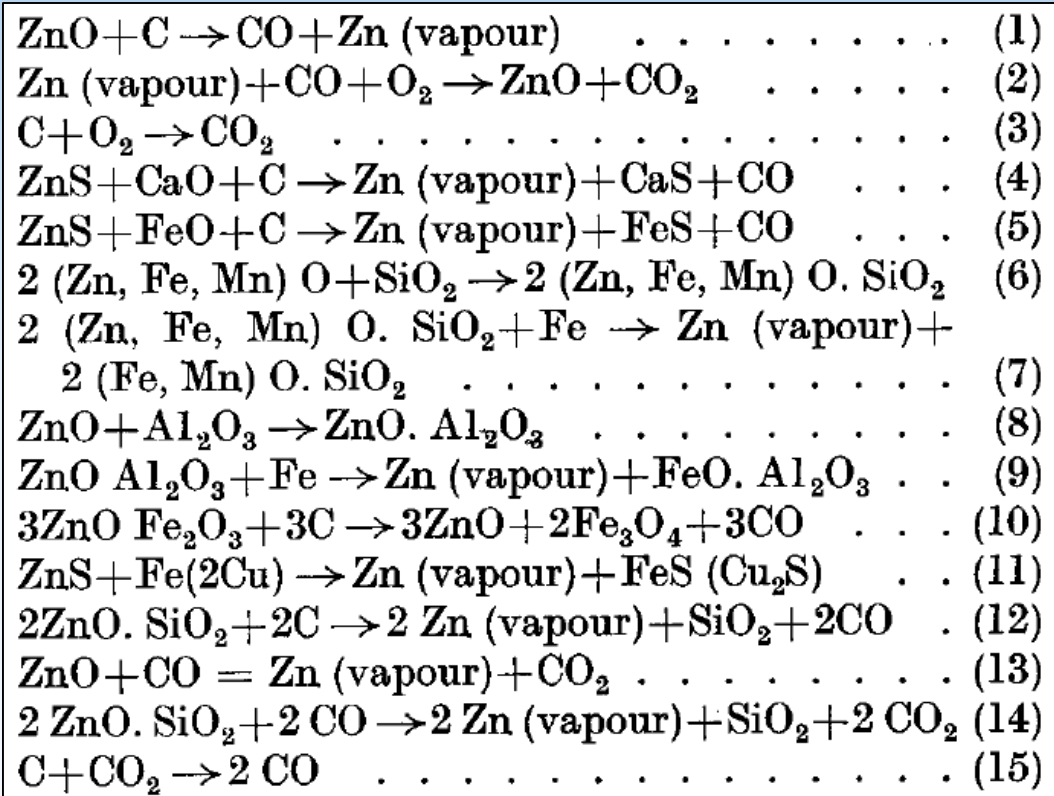 ZnO+C→CO+Zn (vapour) . . . . . . . . (1)
Zn (vapour)+CO+O₂→ZnO+CO₂ . . . . . (2)
C+O₂→CO₂ . . . . . . . . . . . . . . . . (3)
ZnS+CaO+C→Zn (vapour)+CaS+CO . . . (4)
ZnS+FeO+C→Zn (vapour)+FeS+CO . . . (5)
2 (Zn, Fe, Mn) O+SiO₂→2 (Zn, Fe, Mn) O. SiO₂ (6)
2 (Zn, Fe, Mn) O. SiO₂+Fe → Zn (vapour)+
2 (Fe, Mn) O. SiO₂ . . . . . . . . . . . . (7)
ZnO+Al₂O₃→ZnO. Al₂O₃ . . . . . . . . . (8)
ZnO Al₂O₃+Fe→Zn (vapour)+FeO. Al₂O₃ . . (9)
3ZnO Fe₂O₃+3C→3ZnO+2Fe₃O₄+3CO . . . (10)
ZnS+Fe(2Cu)→Zn (vapour)+FeS (Cu₂S) . . (11)
2ZnO. SiO₂+2C→2 Zn (vapour)+SiO₂+2CO . (12)
ZnO+CO = Zn (vapour)+CO₂ . . . . . . . . (13)
2 ZnO. SiO₂+2 CO→2 Zn (vapour)+SiO₂+2 CO₂ (14)
C+CO₂→2 CO . . . . . . . . . . . . . . (15)